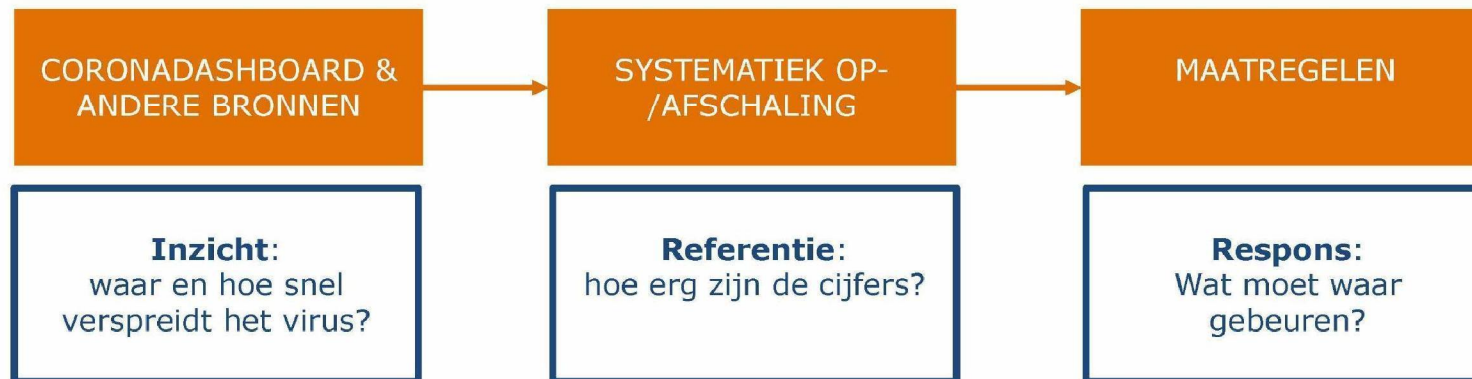 CORONADASHBOARD &
ANDERE BRONNEN
SYSTEMATIEK OP-
/AFSCHALING
MAATREGELEN
Inzicht:
waar en hoe snel
verspreidt het virus?
Referentie:
hoe erg zijn de cijfers?
Respons:
Wat moet waar
gebeuren?